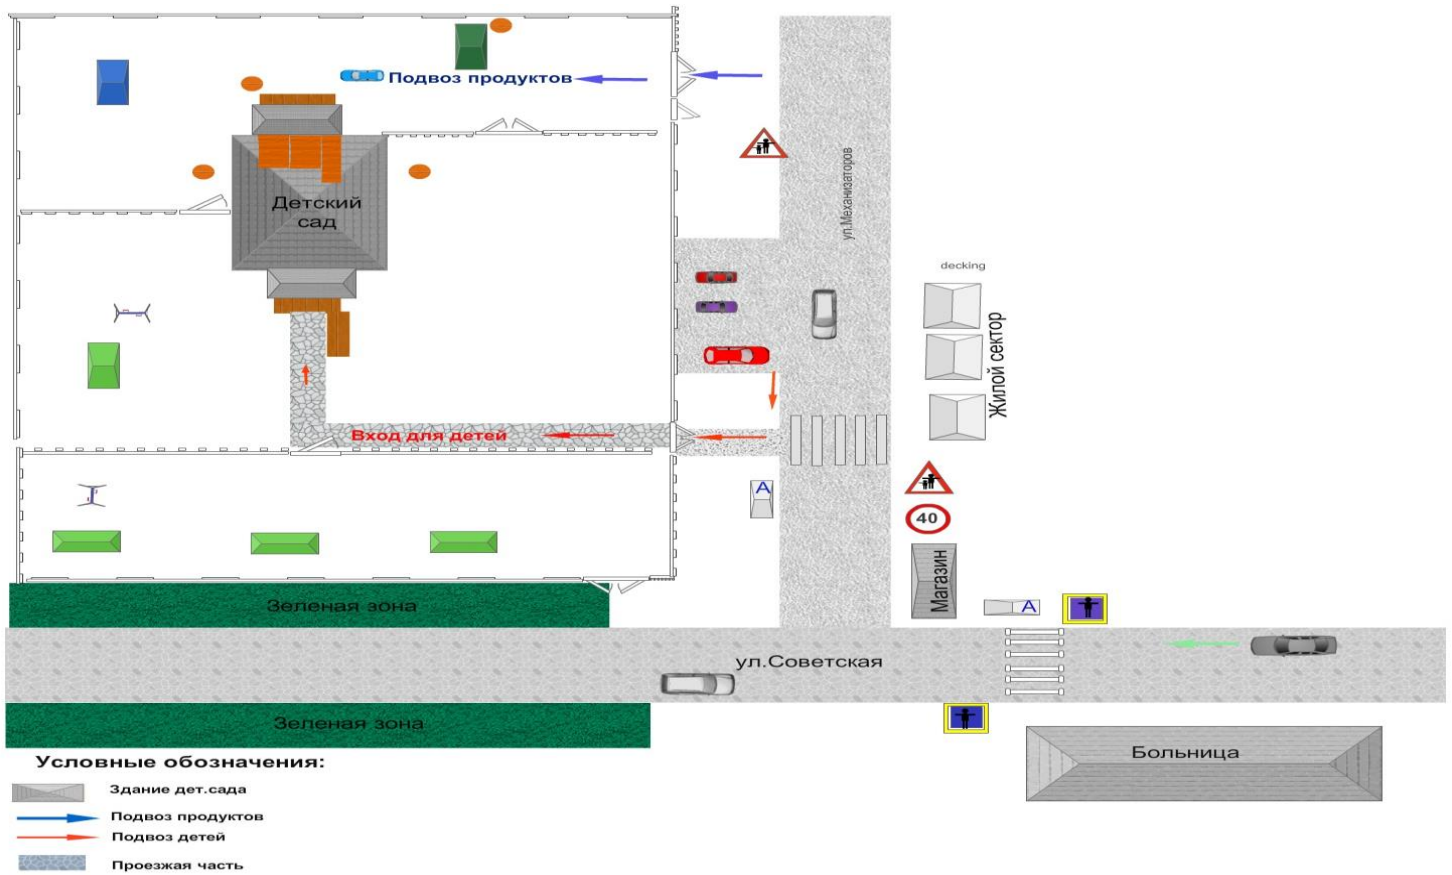 Подвоз продуктов
ул.Механизаторов
Детский
сад
decking
Жилой сектор
Вход для детей
А
40
Магазин
А
Зеленая зона
ул.Советская
Зеленая зона
Больница
Условные обозначения:
Здание дет.сада
Подвоз продуктов
Подвоз детей
Проезжая часть